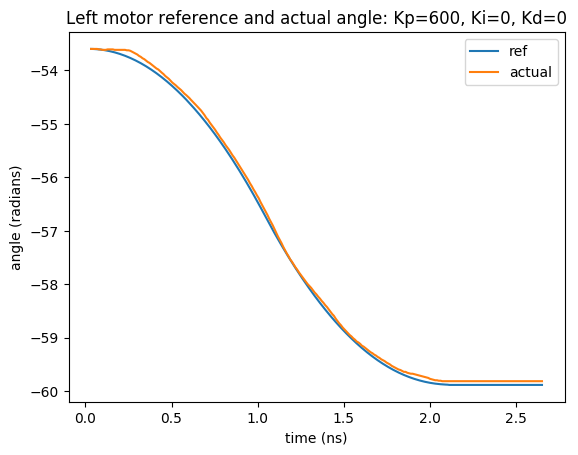 Left motor reference and actual angle: Kp=600, Ki=0, Kd=0
ref
actual
−54
−55
−56
−57
−58
−59
−60
angle (radians)
0.0 0.5 1.0 1.5 2.0 2.5
time (ns)